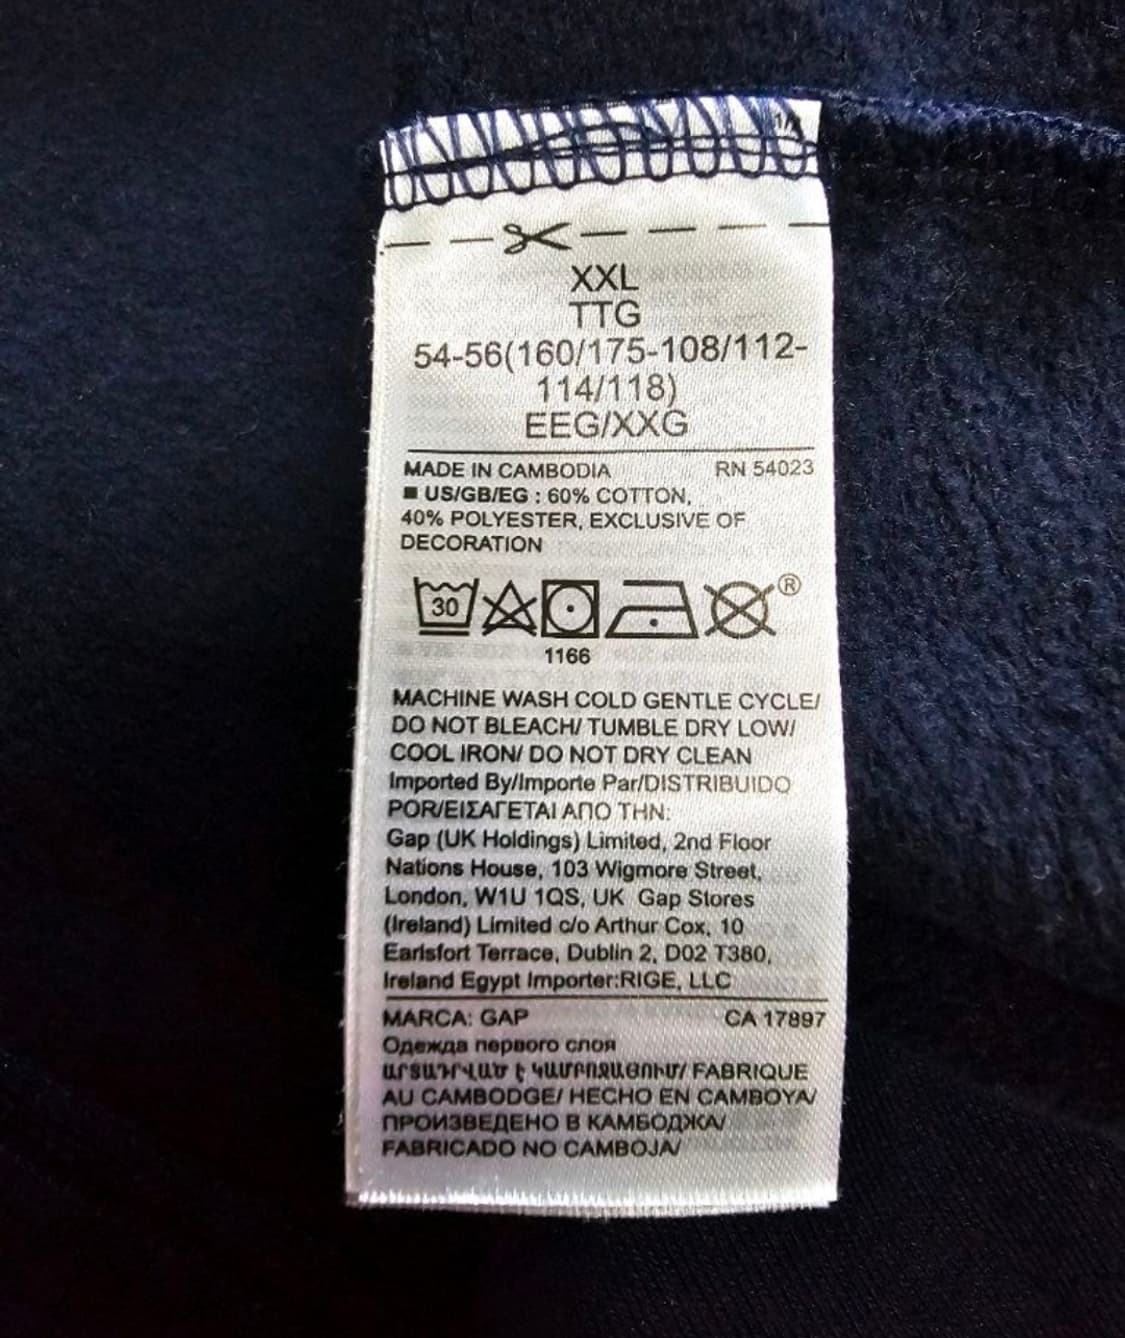 XXL
TTG
54-56(160/175-108/112-
114/118)
EEG/XXG
MADE IN CAMBODIA RN 54023
■ US/GB/EG : 60% COTTON,
40% POLYESTER, EXCLUSIVE OF
DECORATION
30 ®
1166
MACHINE WASH COLD GENTLE CYCLE/
DO NOT BLEACH/ TUMBLE DRY LOW/
COOL IRON/ DO NOT DRY CLEAN
Imported By/Importe Par/DISTRIBUIDO
POR/ΕΙΣΑΓΕΤΑΙ ΑΠΟ ΤΗΝ:
Gap (UK Holdings) Limited, 2nd Floor
Nations House, 103 Wigmore Street,
London, W1U 1QS, UK Gap Stores
(Ireland) Limited c/o Arthur Cox, 10
Earlsfort Terrace, Dublin 2, D02 T380,
Ireland Egypt Importer:RIGE, LLC
MARCA: GAP CA 17897
Одежда первого слоя
ԱՐՏԱԴՐՎԱԾ Է ԿԱՄԲՈՋԱՅՈՒՄ/ FABRIQUE
AU CAMBODGE/ HECHO EN CAMBOYA/
ПРОИЗВЕДЕНО В КАМБОДЖА/
FABRICADO NO CAMBOJA/